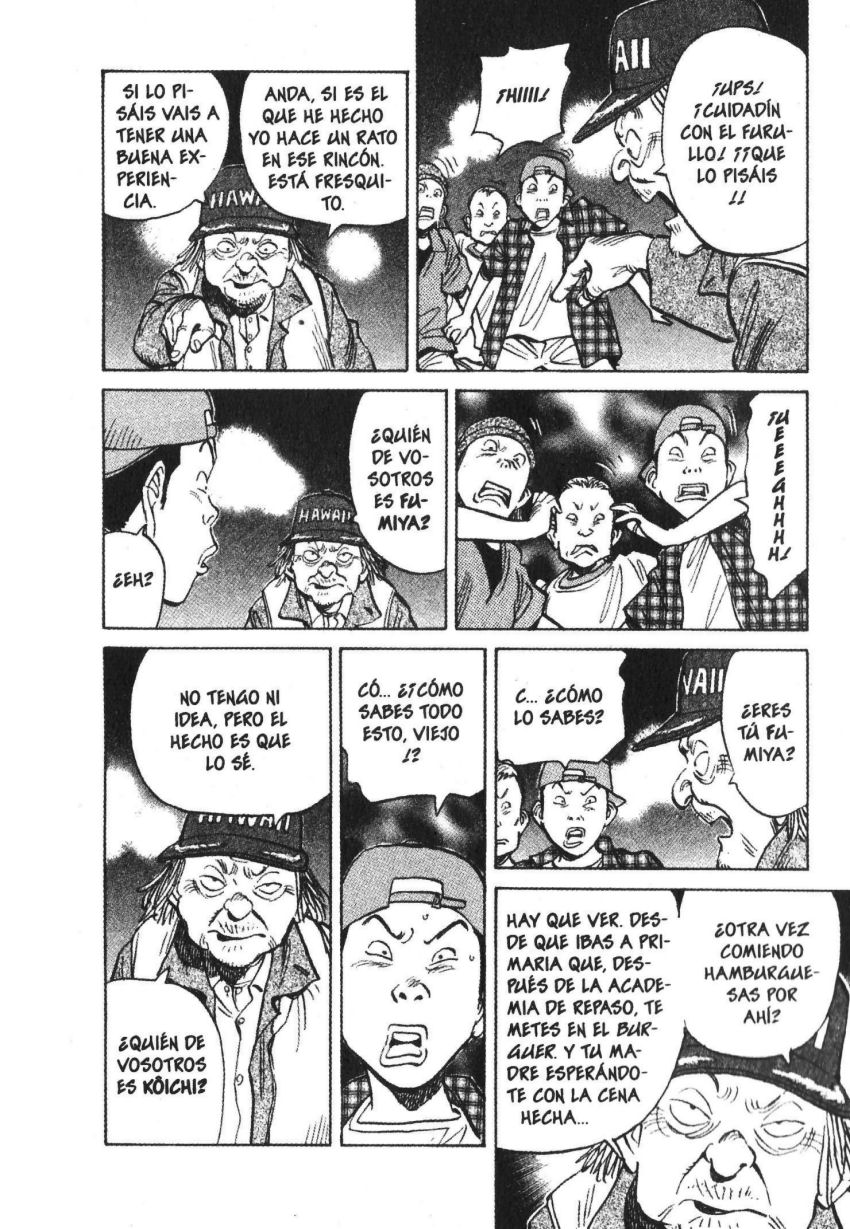 ¡UPS!
¡CUIDADÍN
CON EL FURU-
LLO! ¡¡QUE
LO PISÁIS
!!
AII
¡HIIII!
ANDA, SI ES EL
QUE HE HECHO
YO HACE UN RATO
EN ESE RINCÓN.
ESTÁ FRESQUI-
TO.
SI LO PI-
SÁIS VAIS A
TENER UNA
BUENA EX-
PERIEN-
CIA.
HAWAI
¡UEEEGHHHH!
¿QUIÉN
DE VO-
SOTROS
ES FU-
MIYA?
HAWAII
¿EH?
¿ERES
TÚ FU-
MIYA?
WAII
C... ¿CÓMO
LO SABES?
¿OTRA VEZ
COMIENDO
HAMBURGUE-
SAS POR
AHÍ?
HAY QUE VER. DES-
DE QUE IBAS A PRI-
MARIA QUE, DES-
PUÉS DE LA ACADE-
MIA DE REPASO, TE
METES EN EL BUR-
GUER. Y TU MA-
DRE ESPERÁNDO-
TE CON LA CENA
HECHA...
CÓ... ¿¡CÓMO
SABES TODO
ESTO, VIEJO
!?
NO TENGO NI
IDEA, PERO EL
HECHO ES QUE
LO SÉ.
HAWAII
¿QUIÉN DE
VOSOTROS
ES KÔICHI?